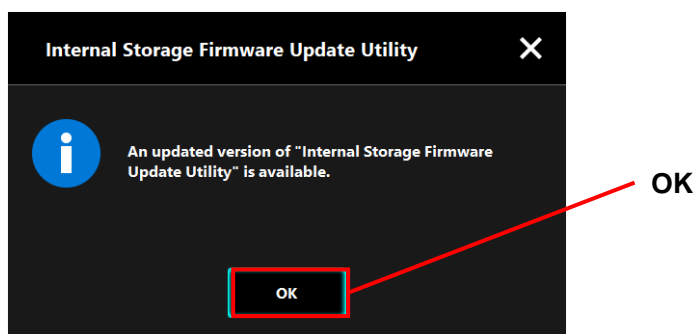 Internal Storage Firmware Update Utility
An updated version of "Internal Storage Firmware
Update Utility" is available.
OK
OK